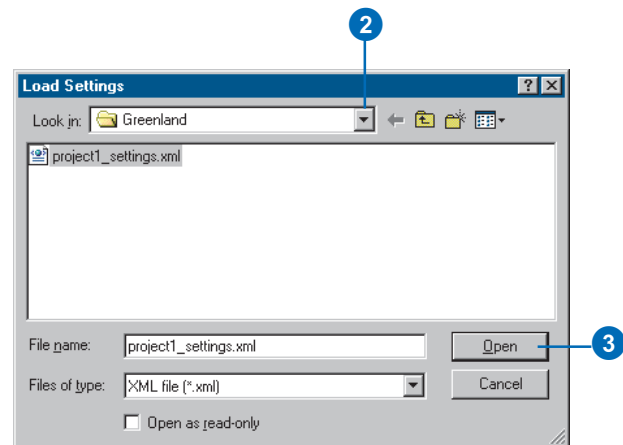 2
Load Settings
Look in: Greenland
project1_settings.xml
File name: project1_settings.xml Open 3
Files of type: XML file (*.xml) Cancel
Open as read-only